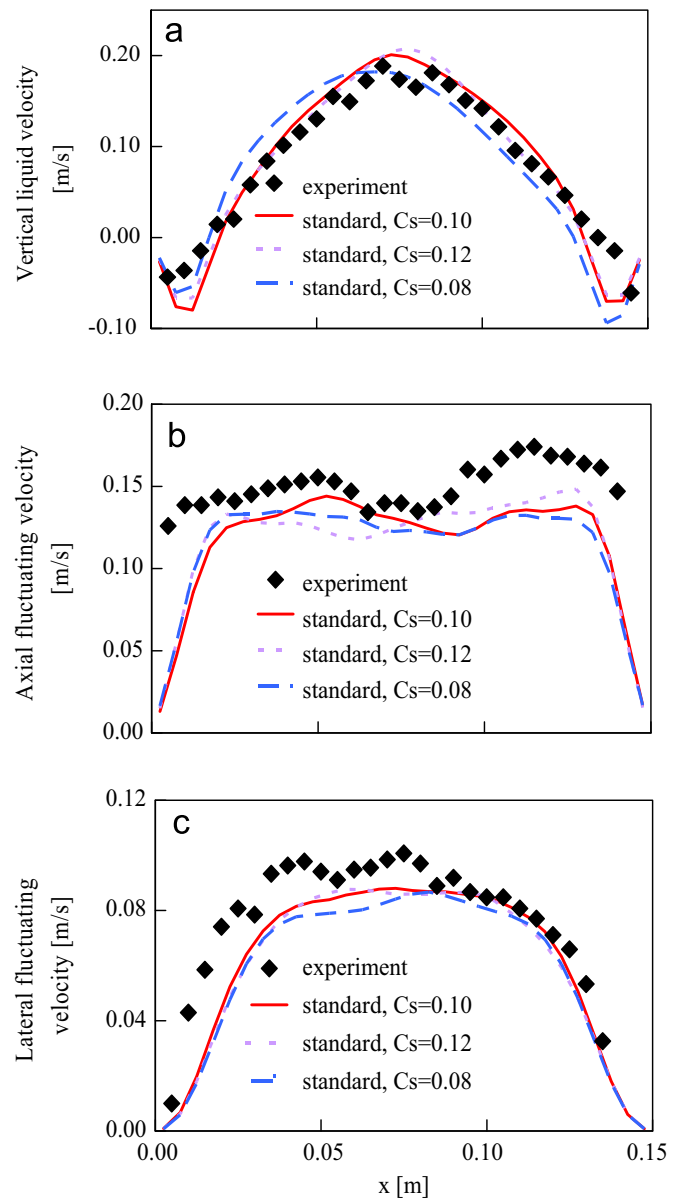 a
0.20
0.10
0.00
-0.10
Vertical liquid velocity
[m/s]
experiment
standard, Cs=0.10
standard, Cs=0.12
standard, Cs=0.08
b
0.20
0.15
0.10
0.05
0.00
Axial fluctuating velocity
[m/s]
experiment
standard, Cs=0.10
standard, Cs=0.12
standard, Cs=0.08
c
0.12
0.08
0.04
0.00
Lateral fluctuating
velocity [m/s]
experiment
standard, Cs=0.10
standard, Cs=0.12
standard, Cs=0.08
0.00 0.05 0.10 0.15
x [m]